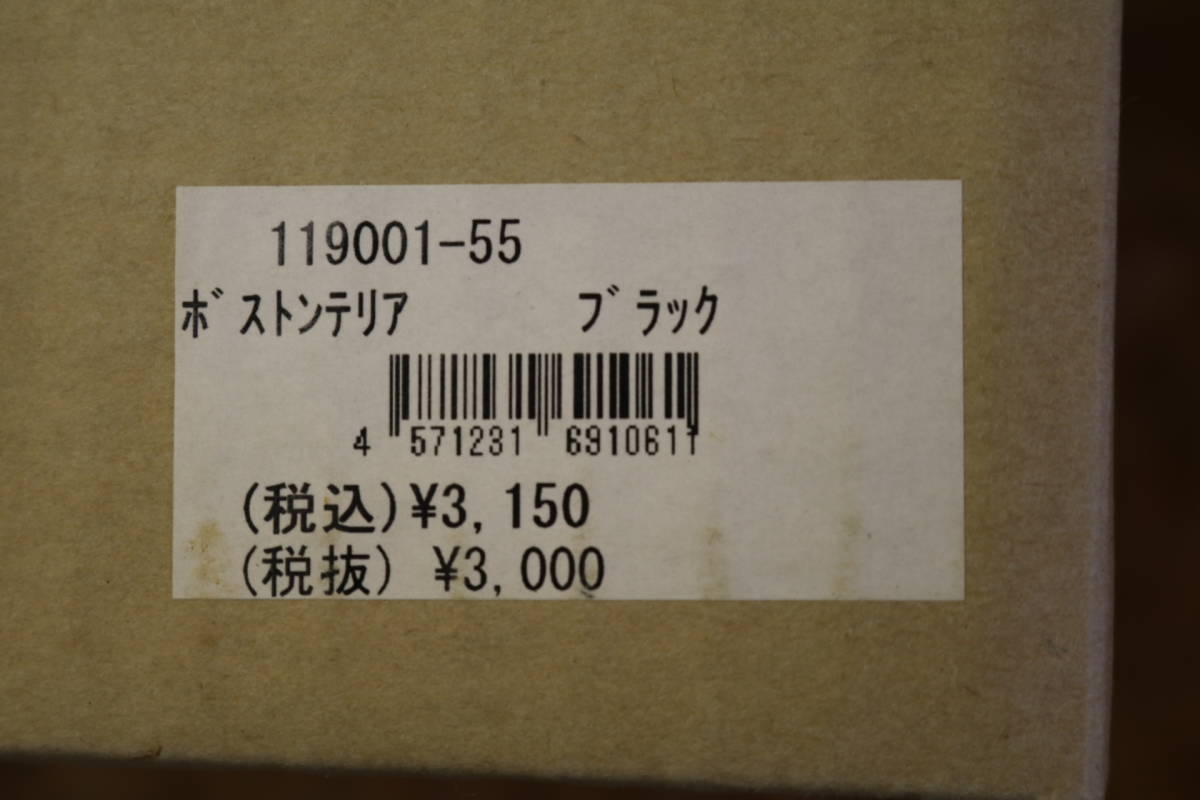 119001-55
ﾎﾞｽﾄﾝﾃﾘｱ ﾌﾞﾗｯｸ
4 571231 691061
(税込)¥3,150
(税抜) ¥3,000